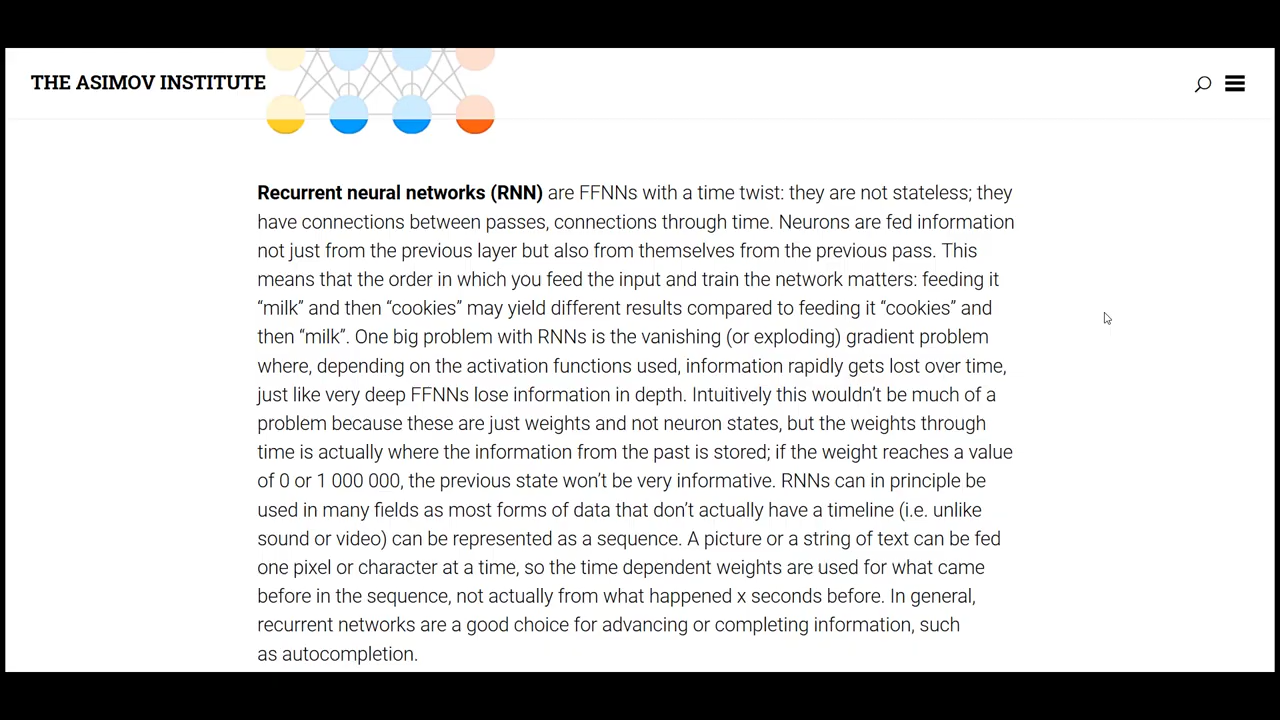 THE ASIMOV INSTITUTE
Recurrent neural networks (RNN) are FFNNs with a time twist: they are not stateless; they
have connections between passes, connections through time. Neurons are fed information
not just from the previous layer but also from themselves from the previous pass. This
means that the order in which you feed the input and train the network matters: feeding it
“milk” and then “cookies” may yield different results compared to feeding it “cookies” and
then “milk”. One big problem with RNNs is the vanishing (or exploding) gradient problem
where, depending on the activation functions used, information rapidly gets lost over time,
just like very deep FFNNs lose information in depth. Intuitively this wouldn’t be much of a
problem because these are just weights and not neuron states, but the weights through
time is actually where the information from the past is stored; if the weight reaches a value
of 0 or 1 000 000, the previous state won’t be very informative. RNNs can in principle be
used in many fields as most forms of data that don’t actually have a timeline (i.e. unlike
sound or video) can be represented as a sequence. A picture or a string of text can be fed
one pixel or character at a time, so the time dependent weights are used for what came
before in the sequence, not actually from what happened x seconds before. In general,
recurrent networks are a good choice for advancing or completing information, such
as autocompletion.